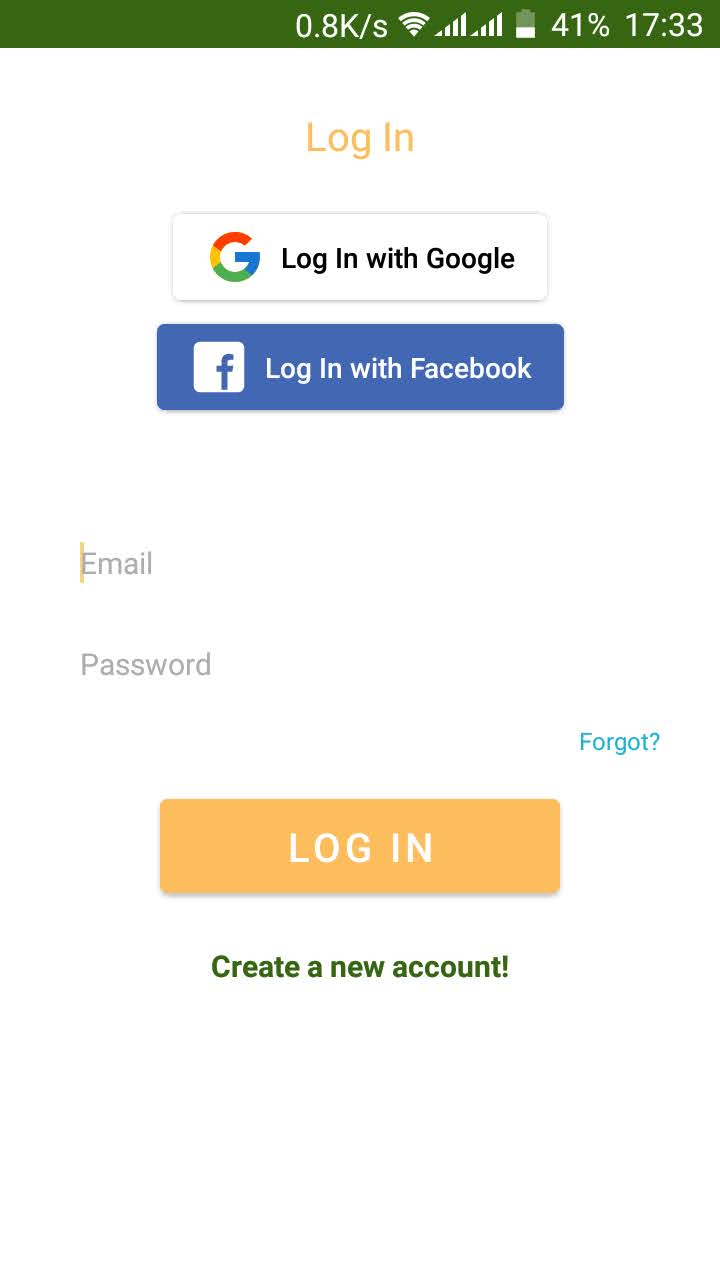 0.8K/s 41% 17:33
Log In
Log In with Google
Log In with Facebook
Email
Password
Forgot?
LOG IN
Create a new account!